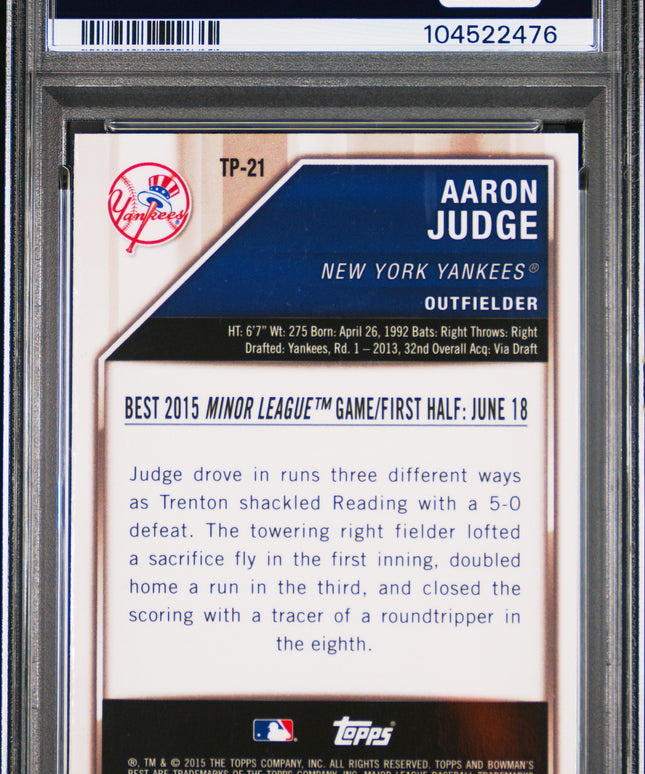 104522476
Yankees
TP-21
AARON
JUDGE
NEW YORK YANKEES®
OUTFIELDER
HT: 6'7" Wt: 275 Born: April 26, 1992 Bats: Right Throws: Right
Drafted: Yankees, Rd. 1 – 2013, 32nd Overall Acq: Via Draft
BEST 2015 MINOR LEAGUE™ GAME/FIRST HALF: JUNE 18
Judge drove in runs three different ways
as Trenton shackled Reading with a 5-0
defeat. The towering right fielder lofted
a sacrifice fly in the first inning, doubled
home a run in the third, and closed the
scoring with a tracer of a roundtripper in
the eighth.
Topps
®, TM & © 2015 THE TOPPS COMPANY, INC. ALL RIGHTS RESERVED. TOPPS AND BOWMAN'S
BEST ARE TRADEMARKS OF THE TOPPS COMPANY, INC. MAJOR LEAGUE BASEBALL TRADEMARKS